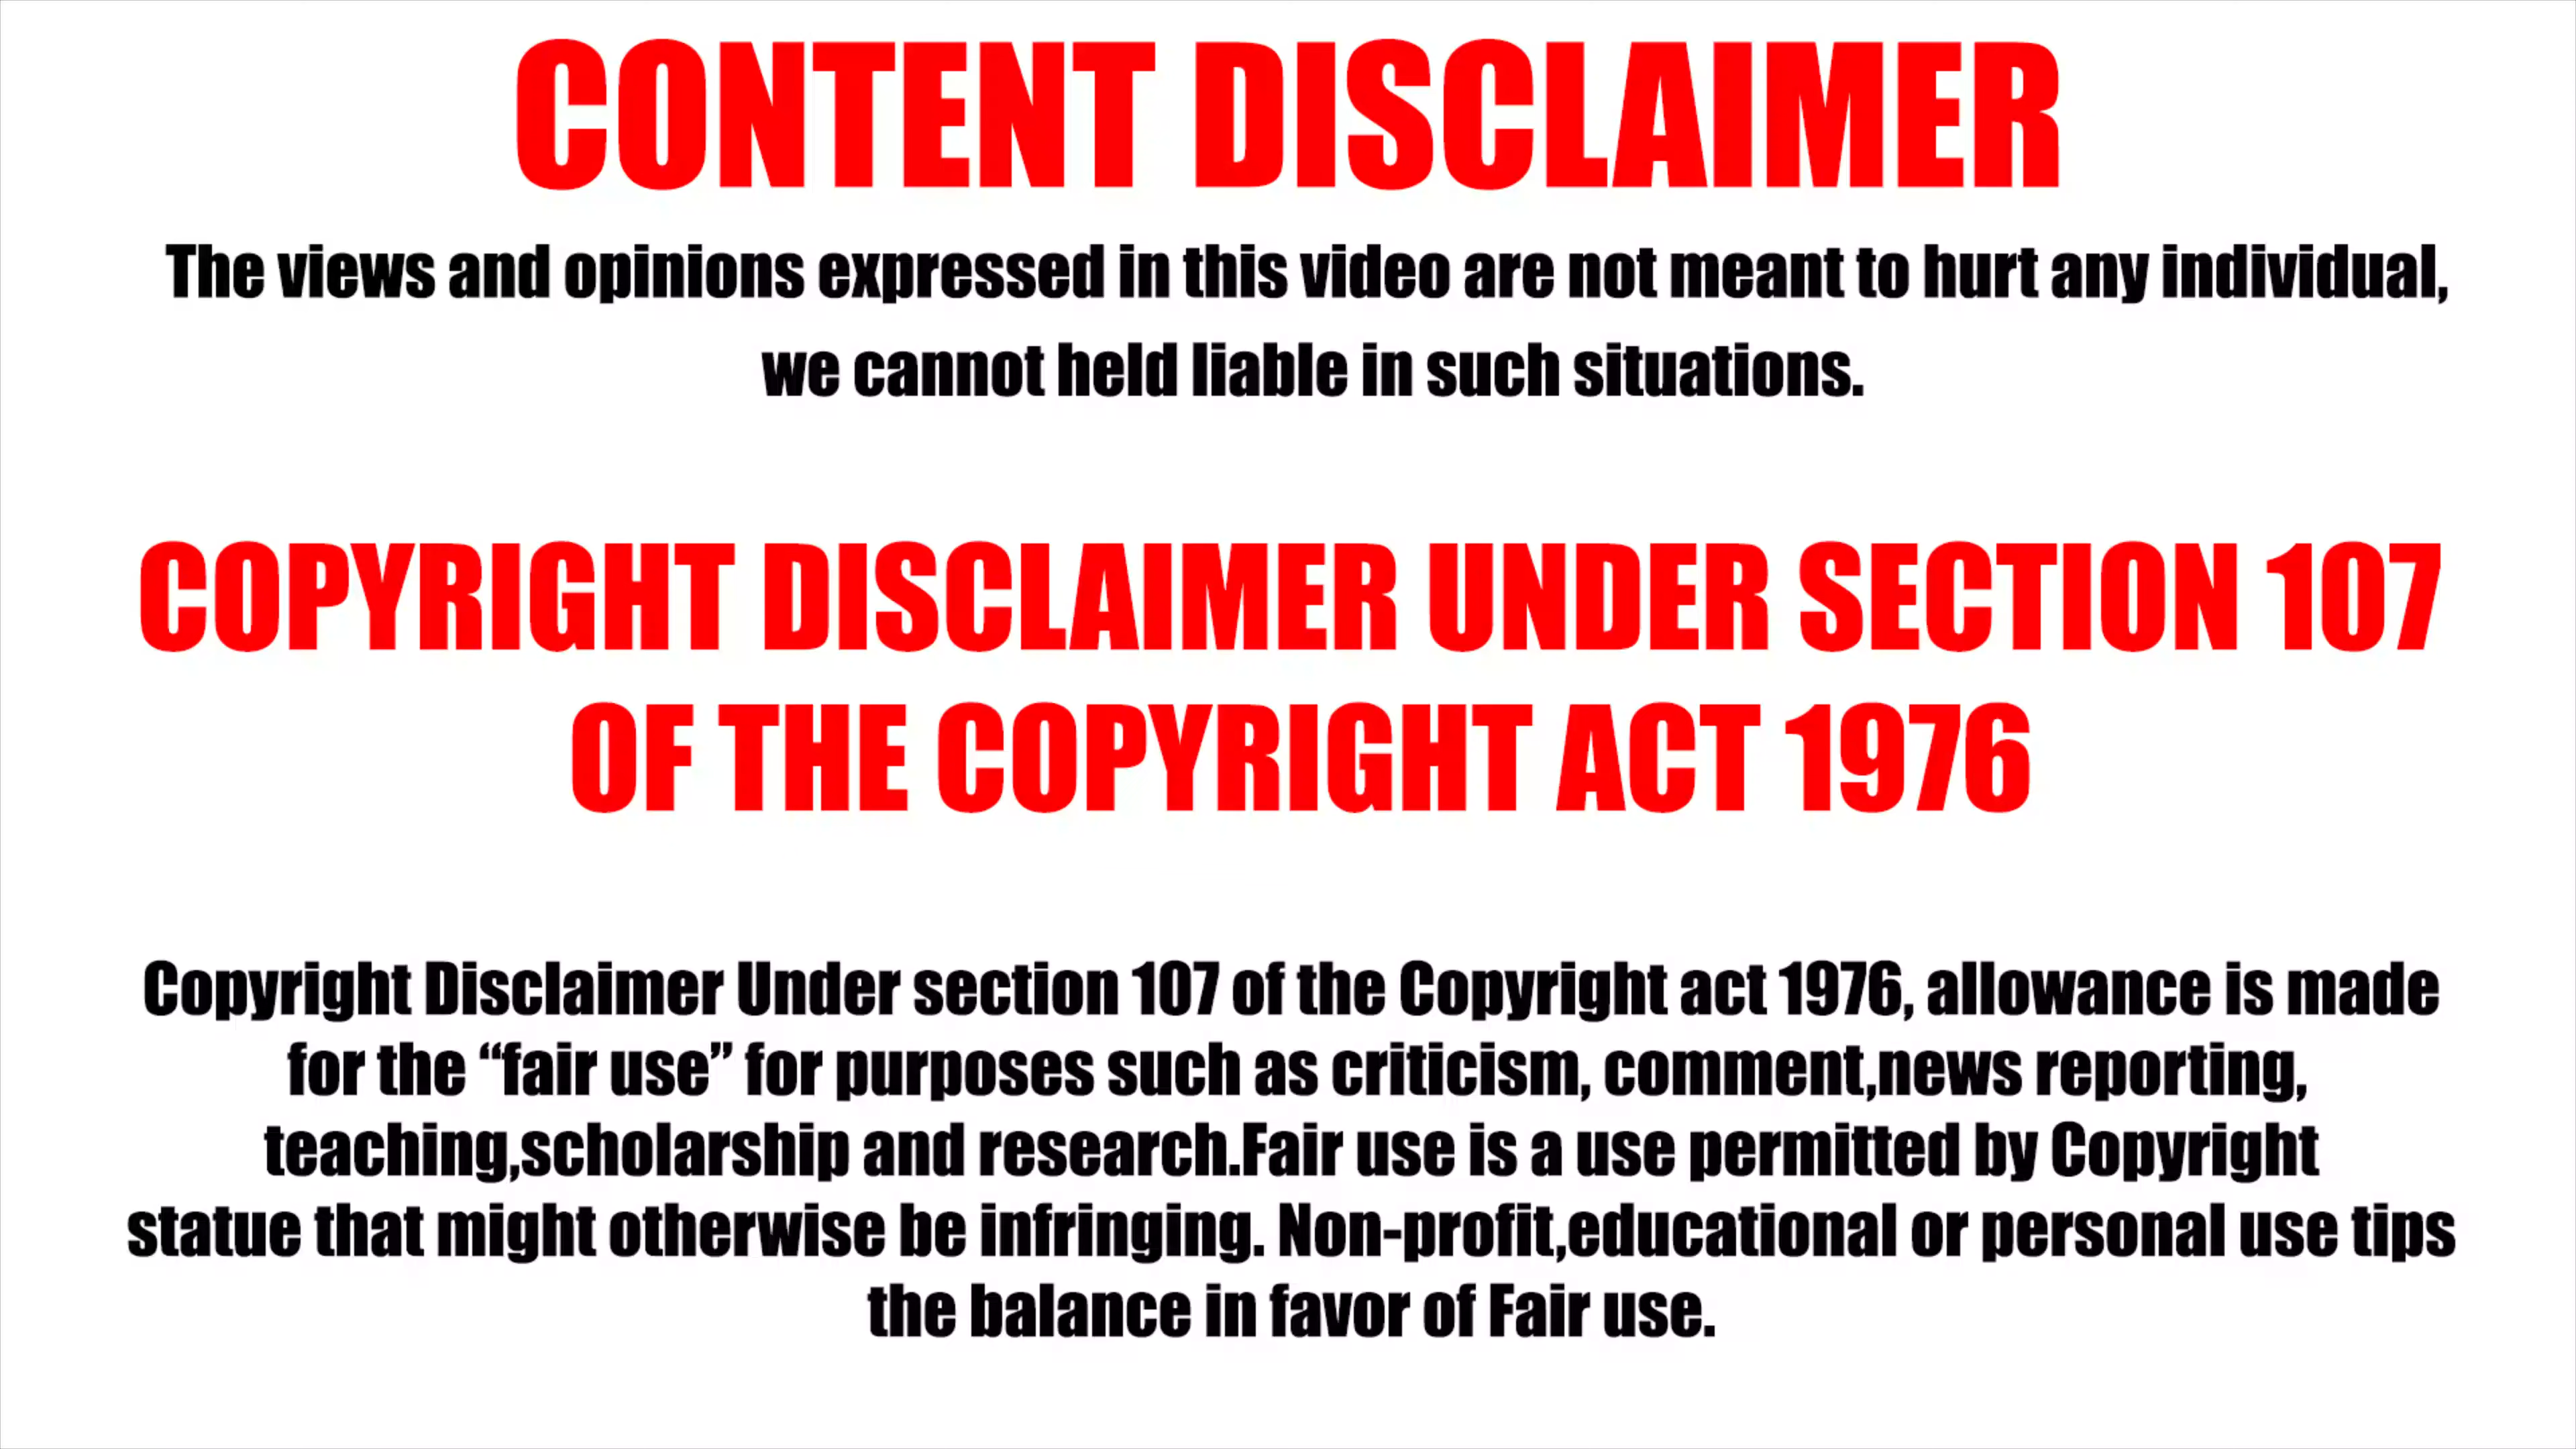 CONTENT DISCLAIMER
The views and opinions expressed in this video are not meant to hurt any individual,
we cannot held liable in such situations.
COPYRIGHT DISCLAIMER UNDER SECTION 107
OF THE COPYRIGHT ACT 1976
Copyright Disclaimer Under section 107 of the Copyright act 1976, allowance is made
for the “fair use” for purposes such as criticism, comment,news reporting,
teaching,scholarship and research.Fair use is a use permitted by Copyright
statue that might otherwise be infringing. Non-profit,educational or personal use tips
the balance in favor of Fair use.